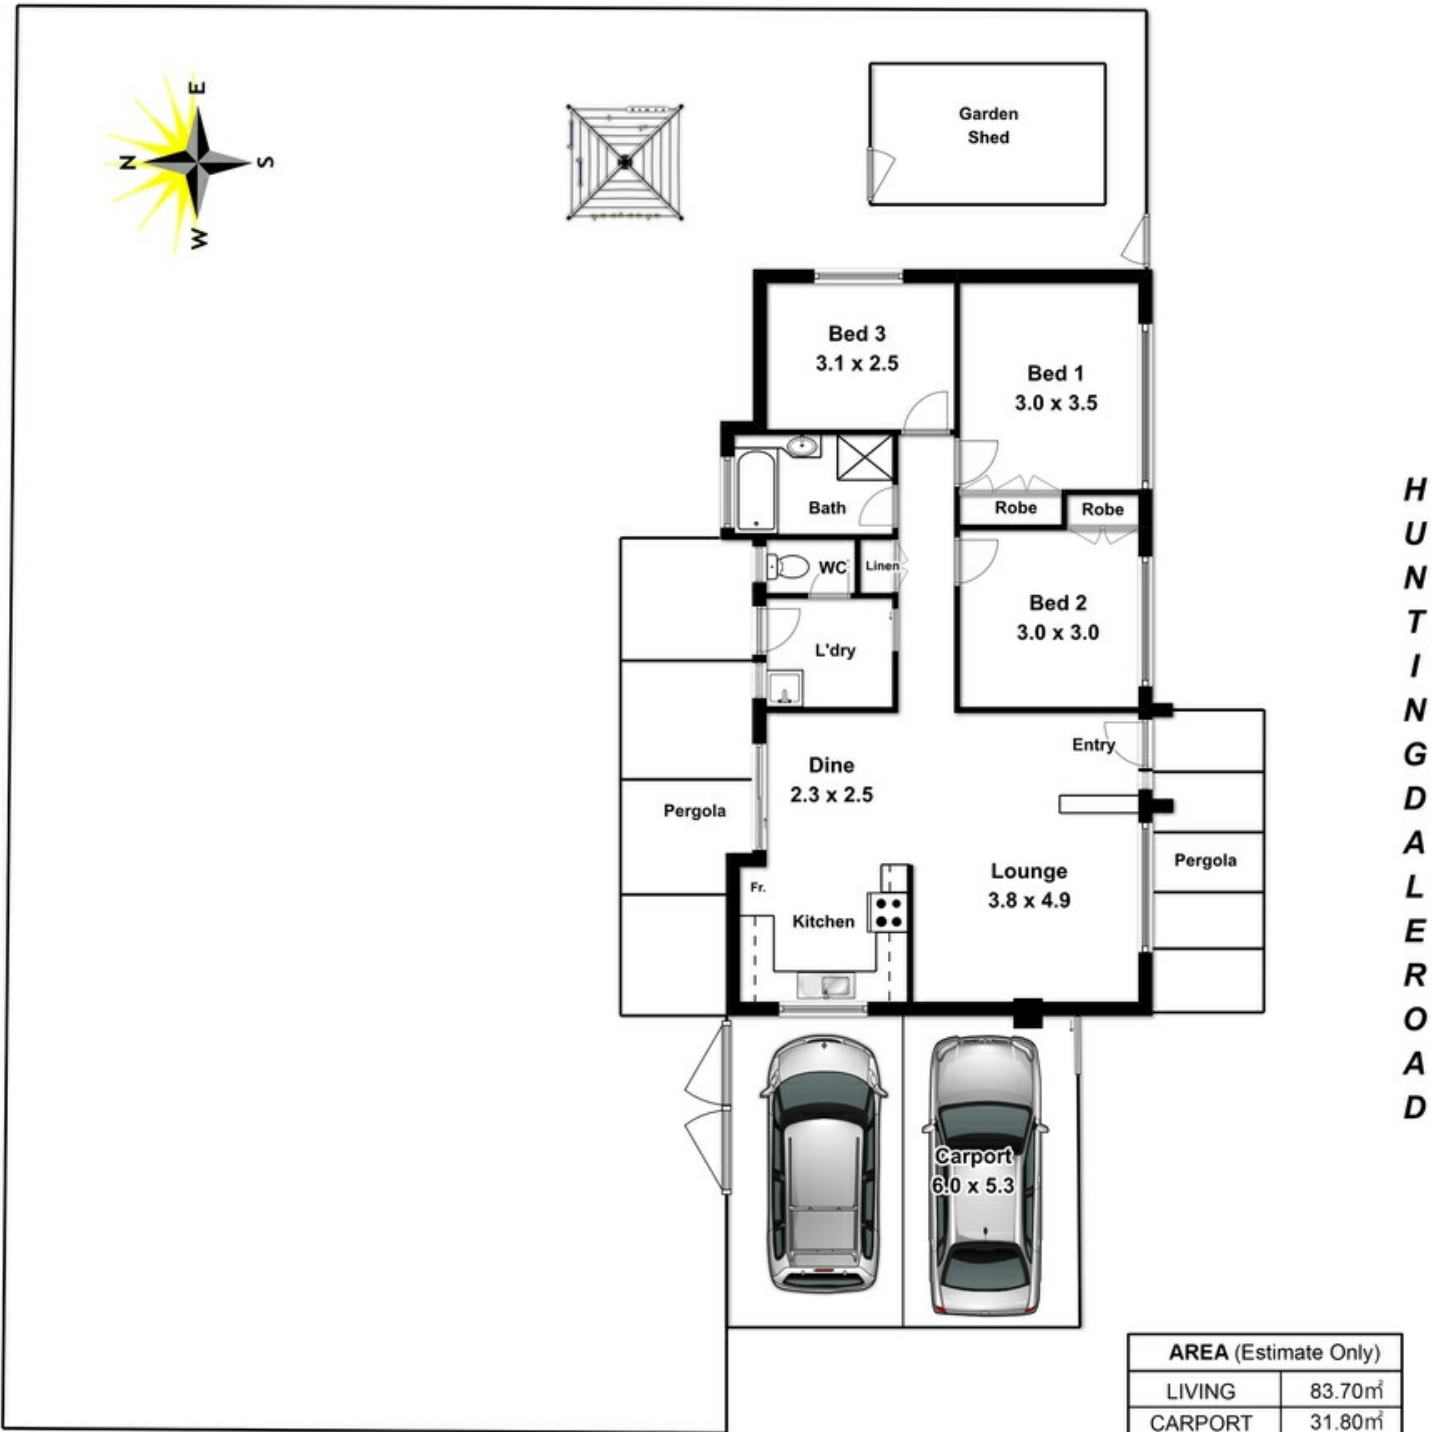 E
N
S
W
Garden
Shed
Bed 3
3.1 x 2.5
Bed 1
3.0 x 3.5
Robe
Robe
Bath
WC
Linen
Bed 2
3.0 x 3.0
L'dry
Entry
Dine
2.3 x 2.5
Pergola
Pergola
Lounge
3.8 x 4.9
Fr.
Kitchen
Carport
6.0 x 5.3
HUNTINGDALE ROAD
AREA (Estimate Only)
LIVING 83.70㎡
CARPORT 31.80㎡